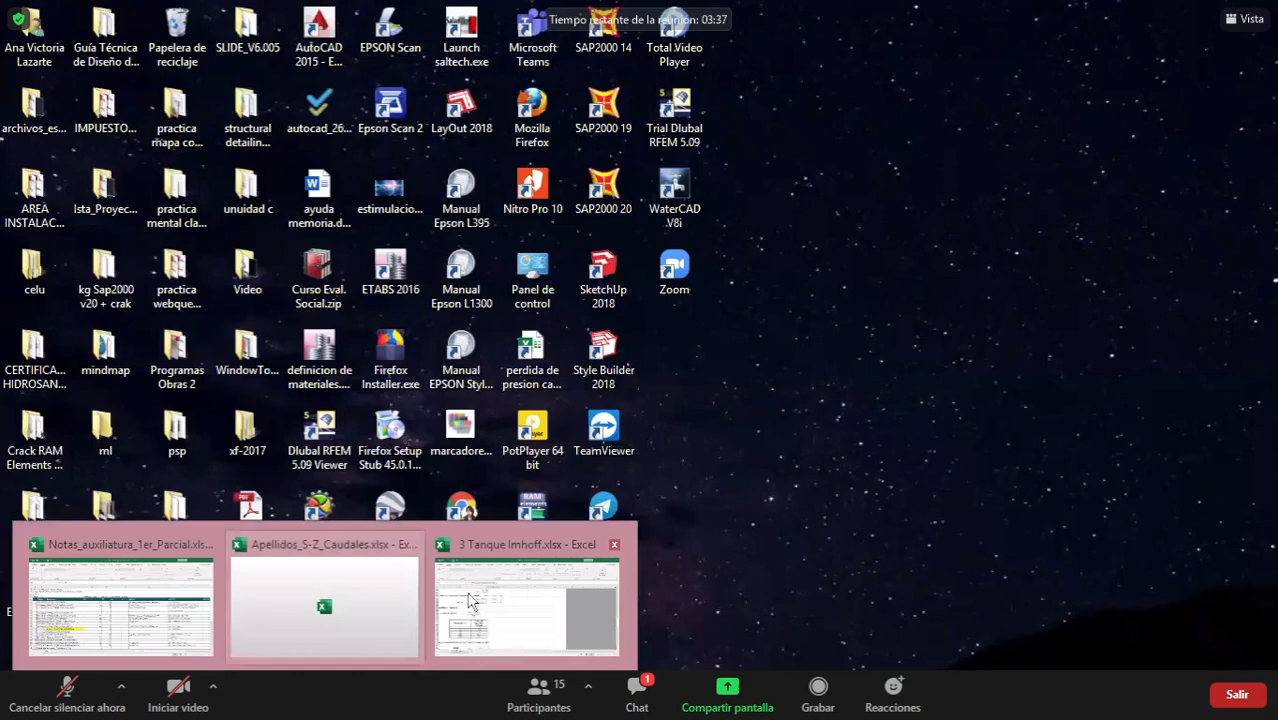 Tiempo restante de la reunión: 03:37
Vista
Ana Victoria Lazarte
Guía Técnica de Diseño d...
Papelera de reciclaje
SLIDE_V6.005
AutoCAD 2015 - E...
EPSON Scan
Launch saltech.exe
Microsoft Teams
SAP2000 14
Total Video Player
archivos_es...
IMPUESTO...
practica mapa co...
structural detailin...
autocad_26...
Epson Scan 2
LayOut 2018
Mozilla Firefox
SAP2000 19
Trial Dlubal RFEM 5.09
AREA INSTALAC...
lsta_Proyec...
practica mental cla...
unuidad c
ayuda memoria.d...
estimulacio...
Manual Epson L395
Nitro Pro 10
SAP2000 20
WaterCAD V8i
celu
kg Sap2000 v20 + crak
practica webque...
Video
Curso Eval. Social.zip
ETABS 2016
Manual Epson L1300
Panel de control
SketchUp 2018
Zoom
CERTIFICA... HIDROSAN...
mindmap
Programas Obras 2
WindowTo...
definicion de materiales....
Firefox Installer.exe
Manual EPSON Styl...
perdida de presion ca...
Style Builder 2018
Crack RAM Elements ...
ml
psp
xf-2017
Dlubal RFEM 5.09 Viewer
Firefox Setup Stub 45.0.1...
marcadore...
PotPlayer 64 bit
TeamViewer
Notas_auxiliatura_1er_Parcial.xls...
Apellidos_S-Z_Caudales.xlsx - Ex...
3 Tanque Imhoff.xlsx - Excel
Cancelar silenciar ahora
Iniciar video
15
Participantes
1
Chat
Compartir pantalla
Grabar
Reacciones
Salir